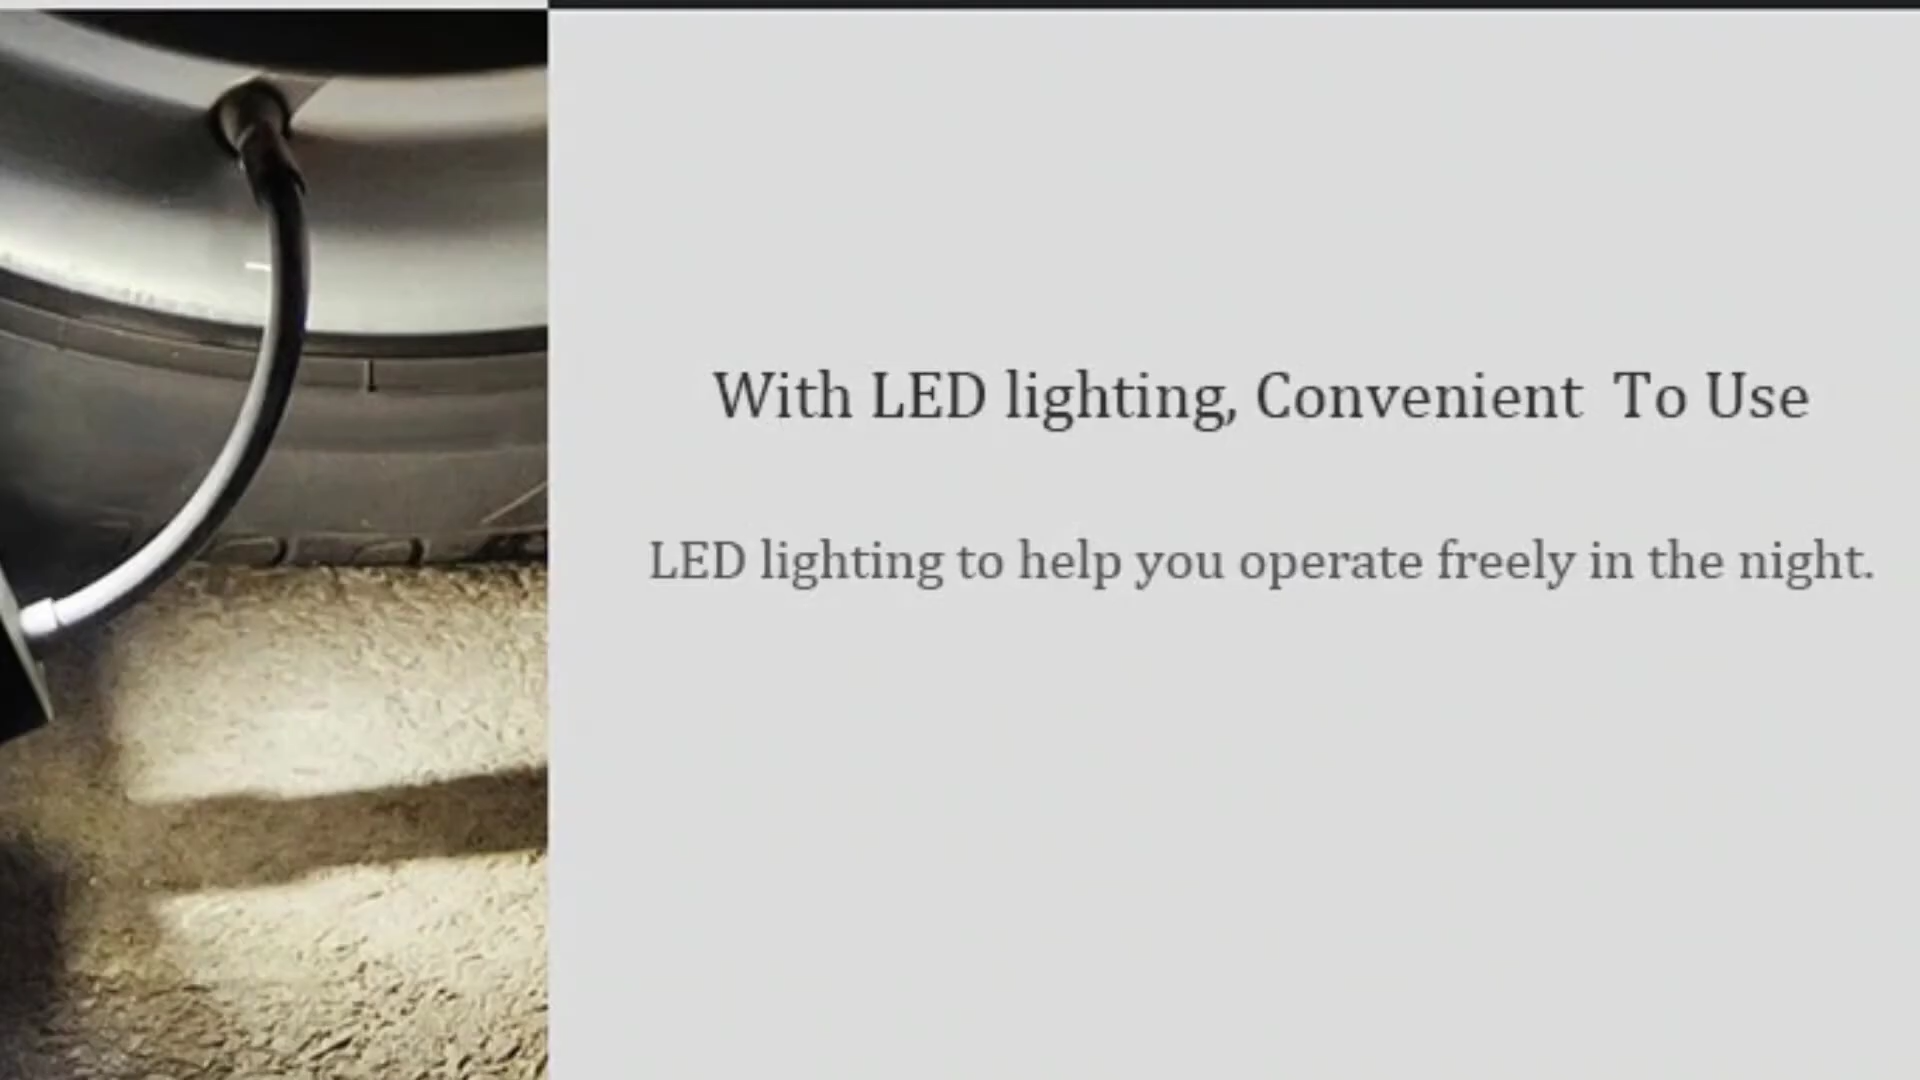 With LED lighting, Convenient To Use
LED lighting to help you operate freely in the night.